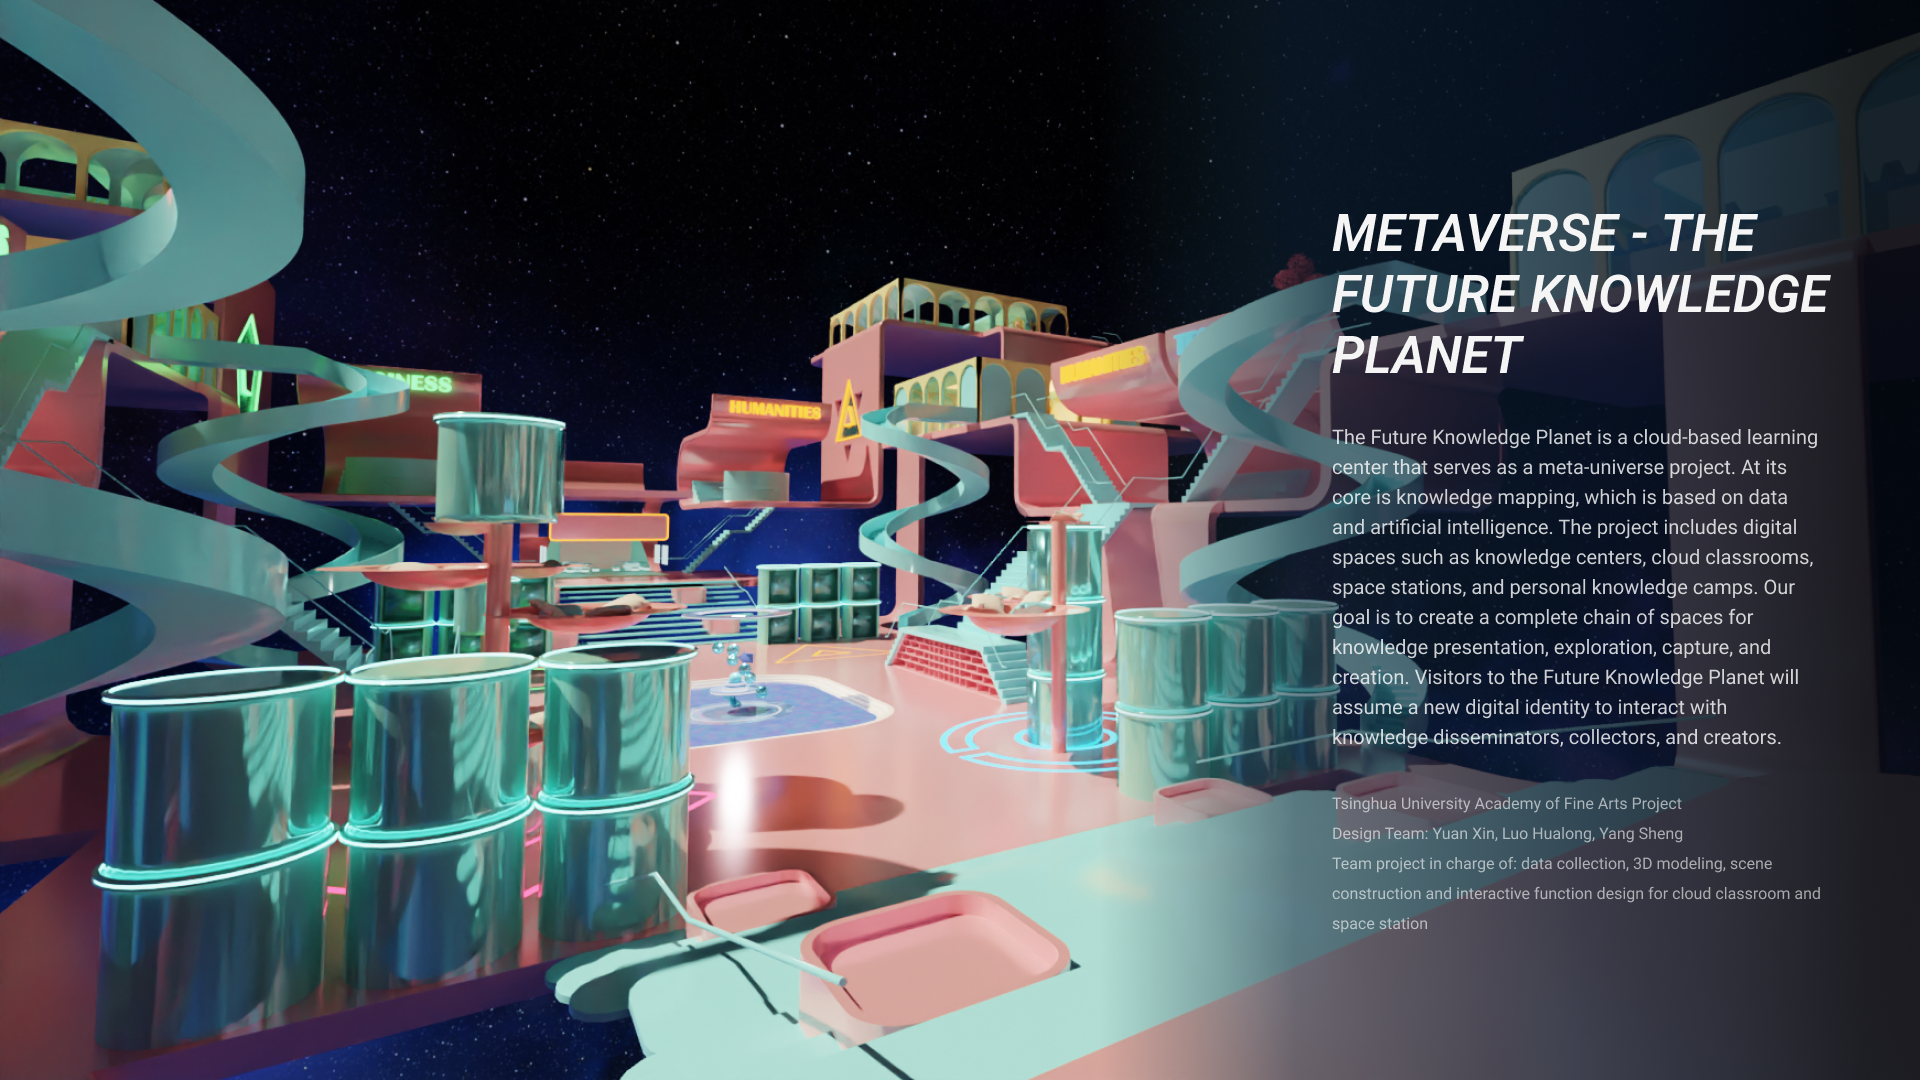 METAVERSE - THE
FUTURE KNOWLEDGE
PLANET
The Future Knowledge Planet is a cloud-based learning
center that serves as a meta-universe project. At its
core is knowledge mapping, which is based on data
and artificial intelligence. The project includes digital
spaces such as knowledge centers, cloud classrooms,
space stations, and personal knowledge camps. Our
goal is to create a complete chain of spaces for
knowledge presentation, exploration, capture, and
creation. Visitors to the Future Knowledge Planet will
assume a new digital identity to interact with
knowledge disseminators, collectors, and creators.
Tsinghua University Academy of Fine Arts Project
Design Team: Yuan Xin, Luo Hualong, Yang Sheng
Team project in charge of: data collection, 3D modeling, scene
construction and interactive function design for cloud classroom and
space station
HUMANITIES
HUMANITIES